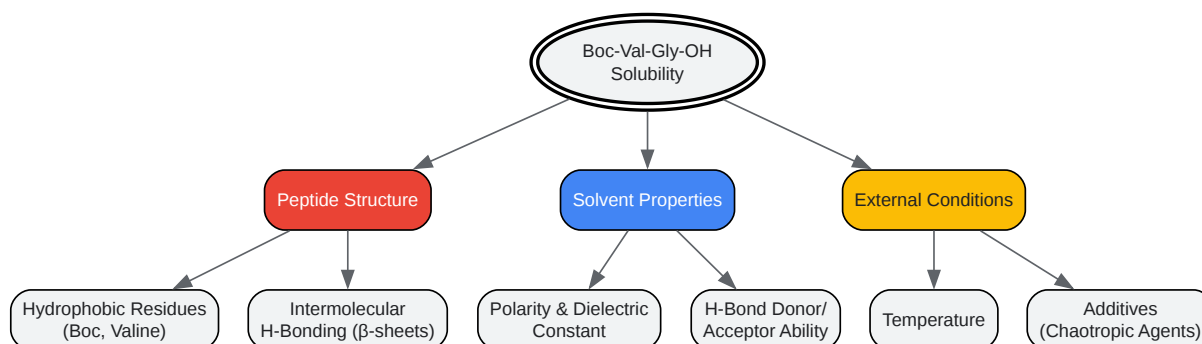 Boc-Val-Gly-OH
Solubility
Peptide Structure
Solvent Properties
External Conditions
Hydrophobic Residues
(Boc, Valine)
Intermolecular
H-Bonding (β-sheets)
Polarity & Dielectric
Constant
H-Bond Donor/
Acceptor Ability
Temperature
Additives
(Chaotropic Agents)